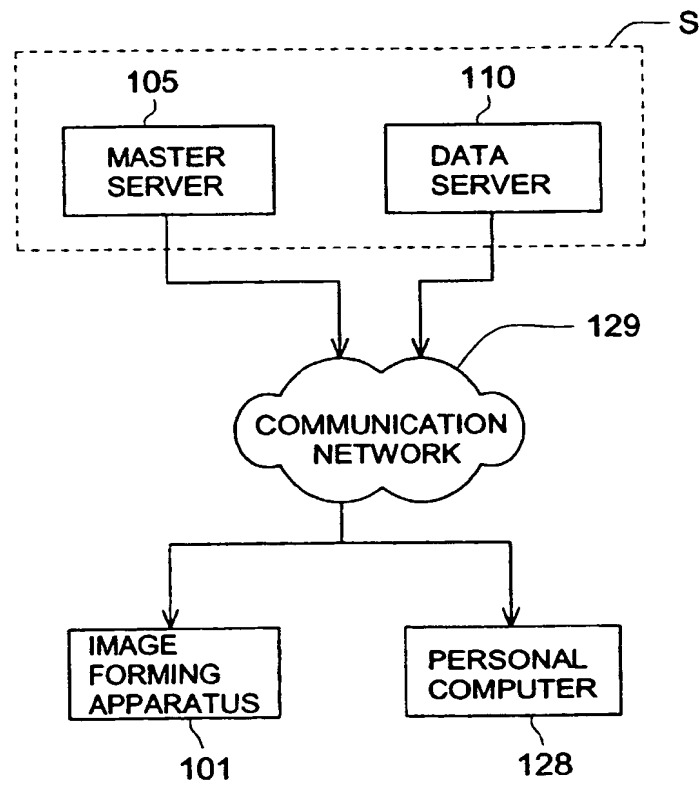 S
105
110
MASTER
SERVER
DATA
SERVER
129
COMMUNICATION
NETWORK
IMAGE
FORMING
APPARATUS
PERSONAL
COMPUTER
101
128